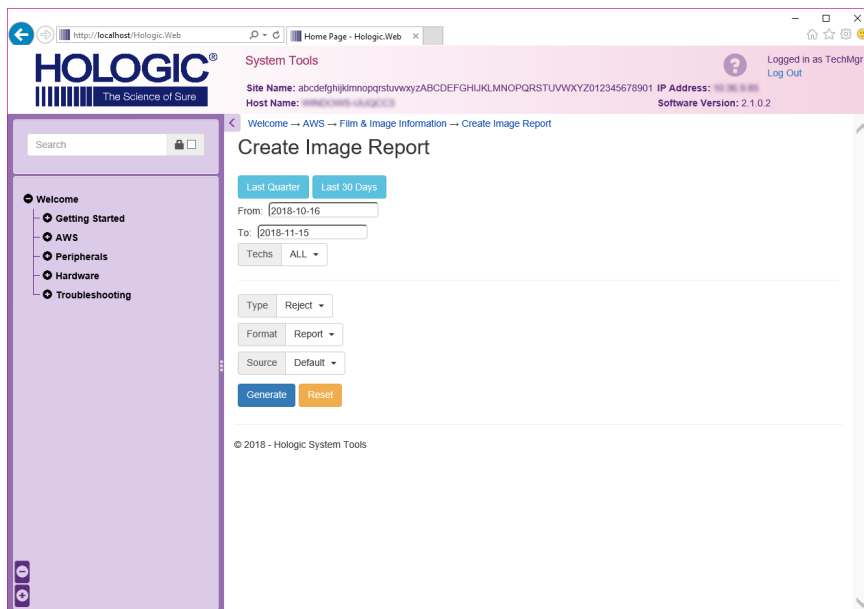 http://localhost/Hologic.Web
Home Page - Hologic.Web
HOLOGIC®
The Science of Sure
System Tools
Logged in as TechMgr
Log Out
Site Name: abcdefghijklmnopqrstuvwxyzABCDEFGHIJKLMNOPQRSTUVWXYZ012345678901 IP Address:
Host Name:
Software Version: 2.1.0.2
Search
Welcome → AWS → Film & Image Information → Create Image Report
Create Image Report
Last Quarter Last 30 Days
From: 2018-10-16
To: 2018-11-15
Techs ALL
Welcome
Getting Started
AWS
Peripherals
Hardware
Troubleshooting
Type Reject
Format Report
Source Default
Generate Reset
© 2018 - Hologic System Tools